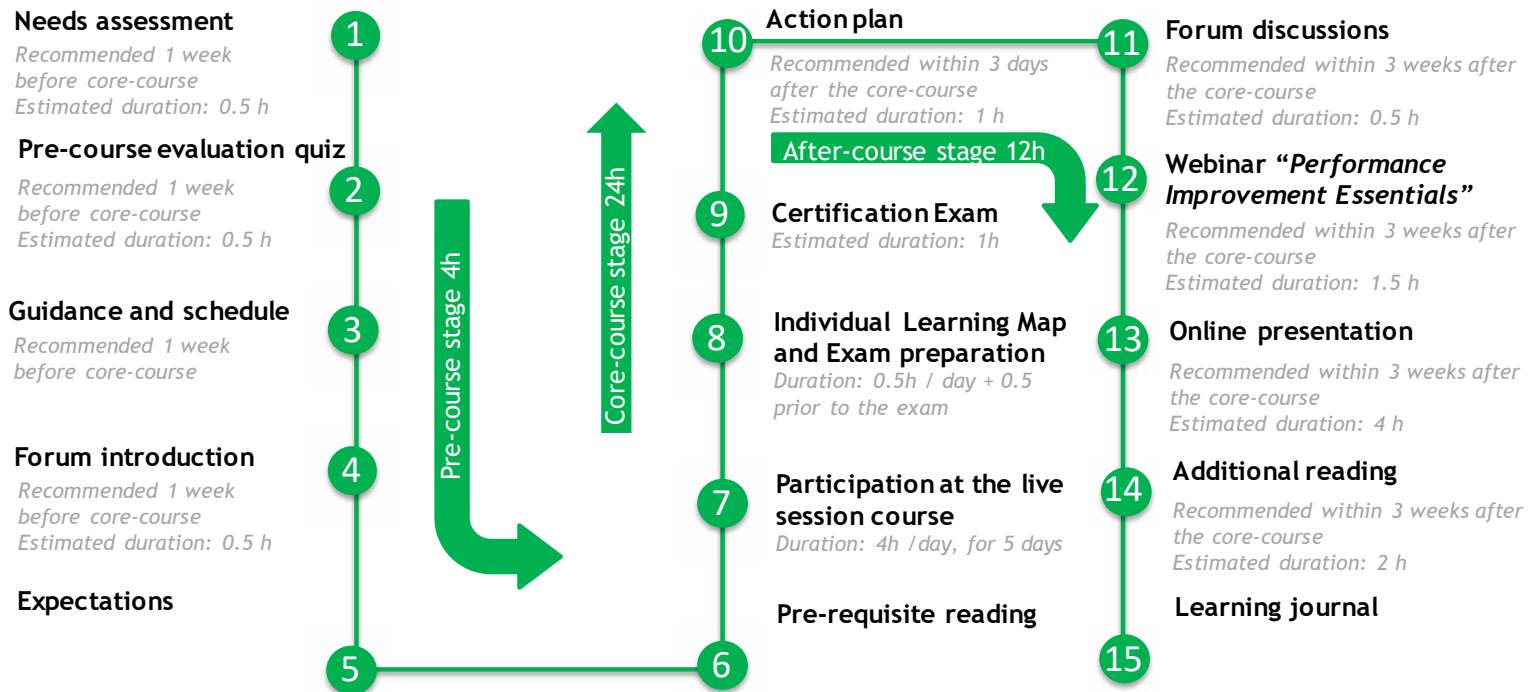 Needs assessment
Recommended 1 week
before core-course
Estimated duration: 0.5 h
1
Pre-course evaluation quiz
Recommended 1 week
before core-course
Estimated duration: 0.5 h
2
Guidance and schedule
Recommended 1 week
before core-course
3
Forum introduction
Recommended 1 week
before core-course
Estimated duration: 0.5 h
4
Expectations
5
Pre-course stage 4h
Core-course stage 24h
6
Pre-requisite reading
7
Participation at the live
session course
Duration: 4h /day, for 5 days
8
Individual Learning Map
and Exam preparation
Duration: 0.5h / day + 0.5
prior to the exam
9
Certification Exam
Estimated duration: 1h
10
Action plan
Recommended within 3 days
after the core-course
Estimated duration: 1 h
After-course stage 12h
11
Forum discussions
Recommended within 3 weeks after
the core-course
Estimated duration: 0.5 h
12
Webinar “Performance
Improvement Essentials”
Recommended within 3 weeks after
the core-course
Estimated duration: 1.5 h
13
Online presentation
Recommended within 3 weeks after
the core-course
Estimated duration: 4 h
14
Additional reading
Recommended within 3 weeks after
the core-course
Estimated duration: 2 h
Learning journal
15